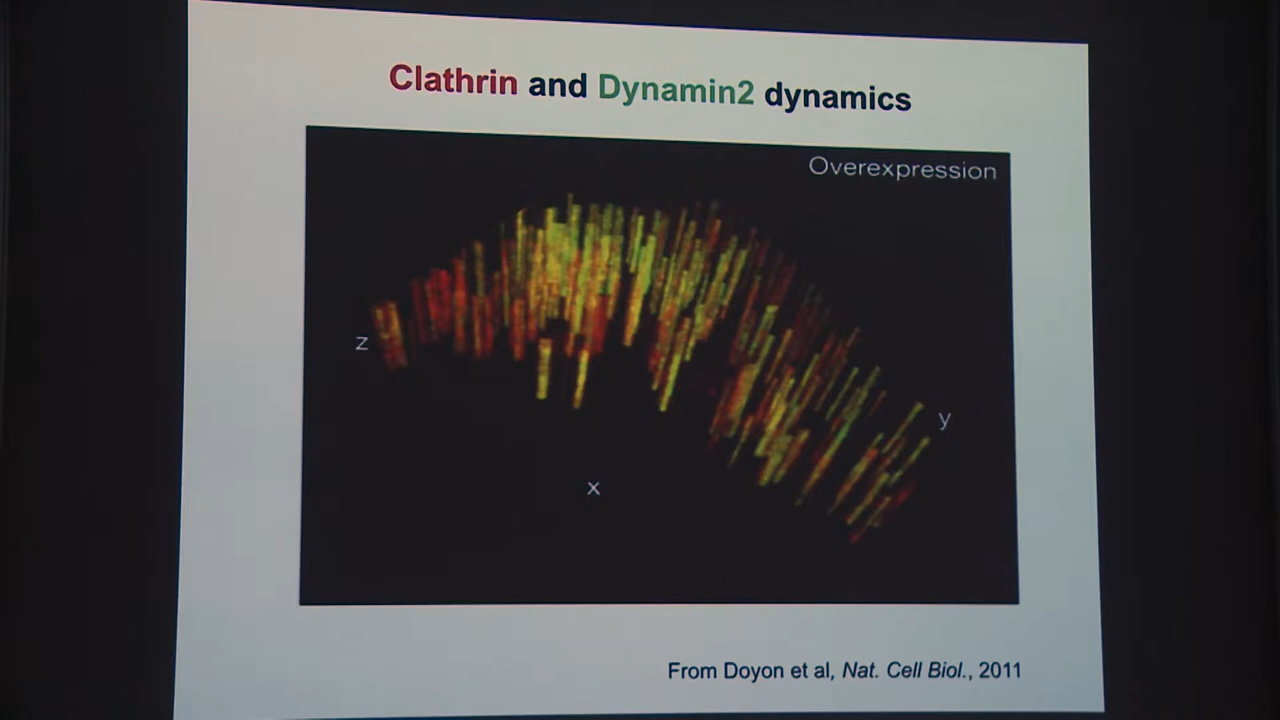 Clathrin and Dynamin2 dynamics
Overexpression
z
y
x
From Doyon et al, Nat. Cell Biol., 2011